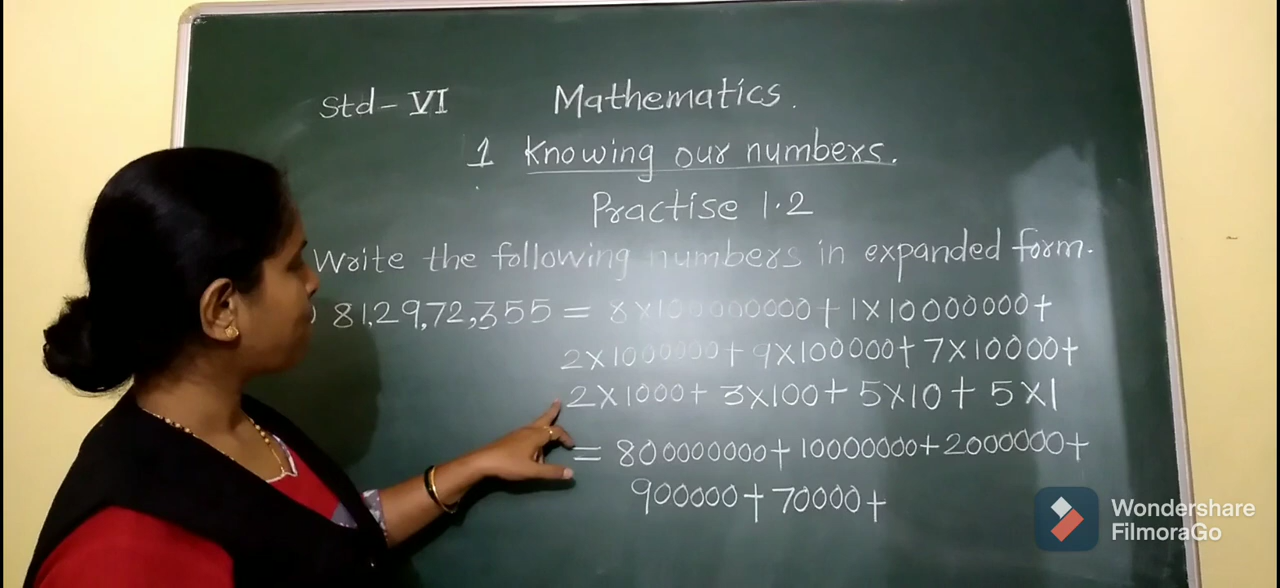 Std - VI Mathematics.
1 Knowing our numbers.
Practise 1.2
Write the following numbers in expanded form.
) 81,29,72,355 = 8×100000000 + 1×10000000 +
2×1000000 + 9×100000 + 7×10000 +
2×1000 + 3×100 + 5×10 + 5×1
= 800000000 + 10000000 + 2000000 +
900000 + 70000 +
Wondershare
FilmoraGo